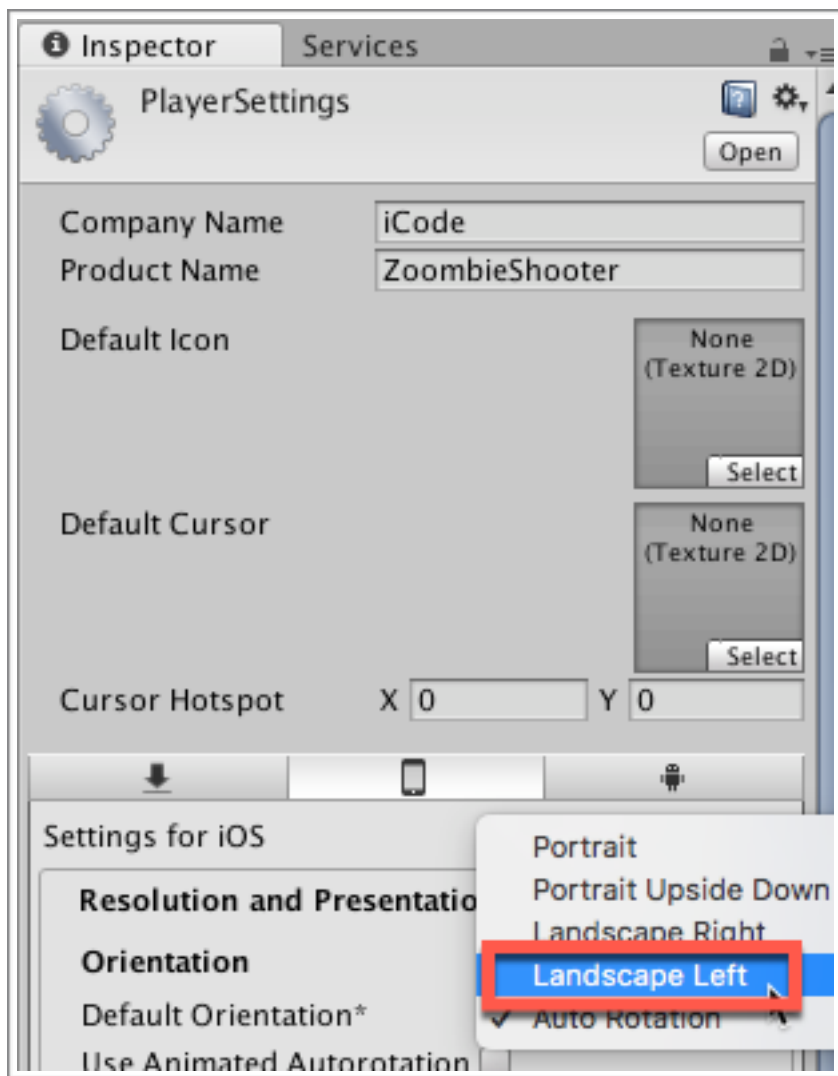 Inspector Services
PlayerSettings
Open
Company Name iCode
Product Name ZoombieShooter
Default Icon None
(Texture 2D)
Select
Default Cursor None
(Texture 2D)
Select
Cursor Hotspot X 0 Y 0
Settings for iOS
Portrait
Portrait Upside Down
Resolution and Presentatio
Landscape Right
Orientation
Landscape Left
Default Orientation*
✓ Auto Rotation
Use Animated Autorotation